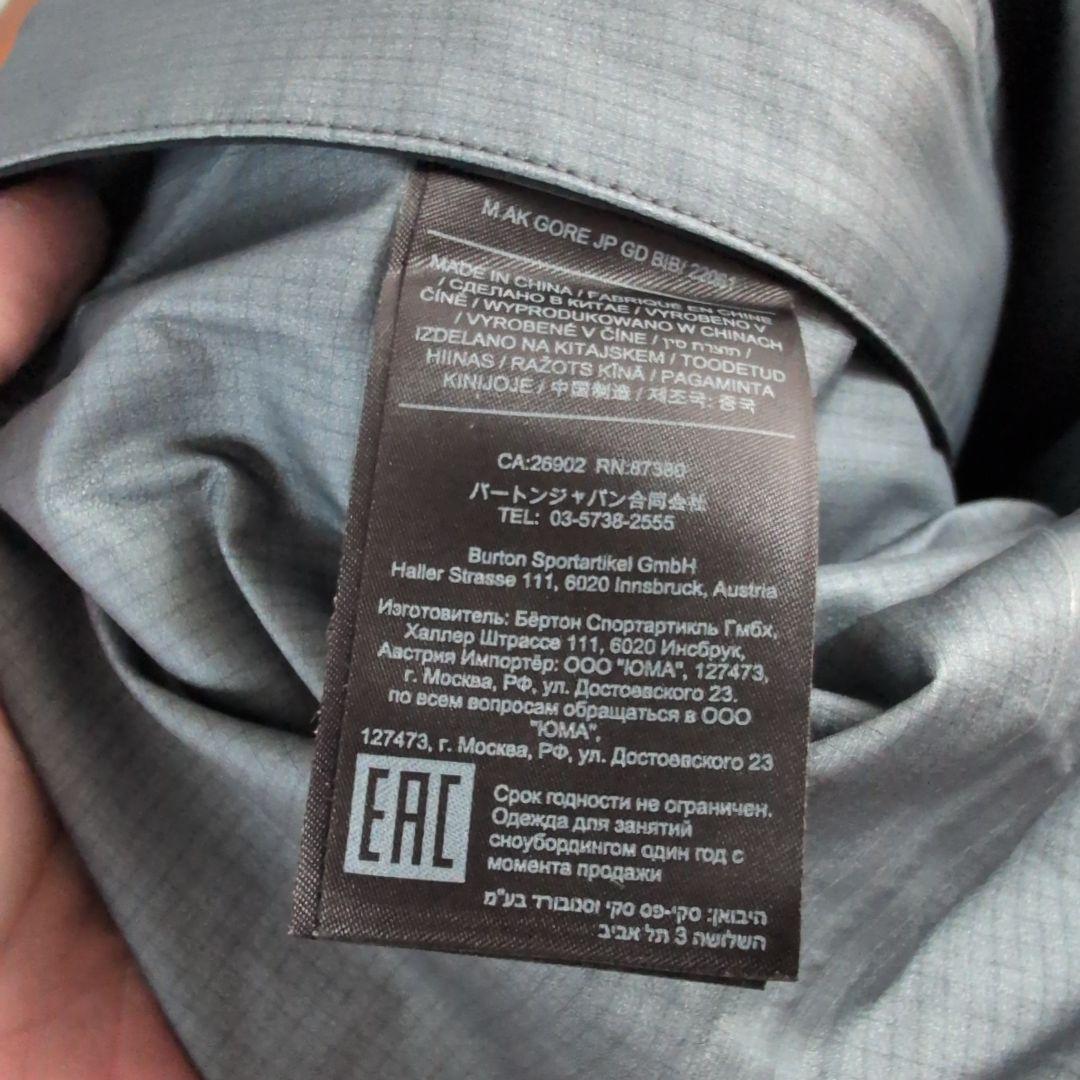 M AK GORE JP GD BIB/ 22051
MADE IN CHINA / FABRIQUE EN CHINE
/ СДЕЛАНО В КИТАЕ / VYROBENO V
ČÍNĚ / WYPRODUKOWANO W CHINACH
/ VYROBENÉ V ČÍNE / תוצרת סין /
IZDELANO NA KITAJSKEM / TOODETUD
HIINAS / RAŽOTS ĶĪNĀ / PAGAMINTA
KINIJOJE / 中国制造 / 제조국: 중국
CA:26902 RN:87380
バートンジャパン合同会社
TEL: 03-5738-2555
Burton Sportartikel GmbH
Haller Strasse 111, 6020 Innsbruck, Austria
Изготовитель: Бёртон Спортартикль Гмбх,
Халлер Штрассе 111, 6020 Инсбрук,
Австрия Импортёр: ООО "ЮМА", 127473,
г. Москва, РФ, ул. Достоевского 23.
по всем вопросам обращаться в ООО
"ЮМА",
127473, г. Москва, РФ, ул. Достоевского 23
EAC
Срок годности не ограничен.
Одежда для занятий
сноубордингом один год с
момента продажи
היבואן: סקי-פס סקי וסנובורד בע"מ
השלושה 3 תל אביב